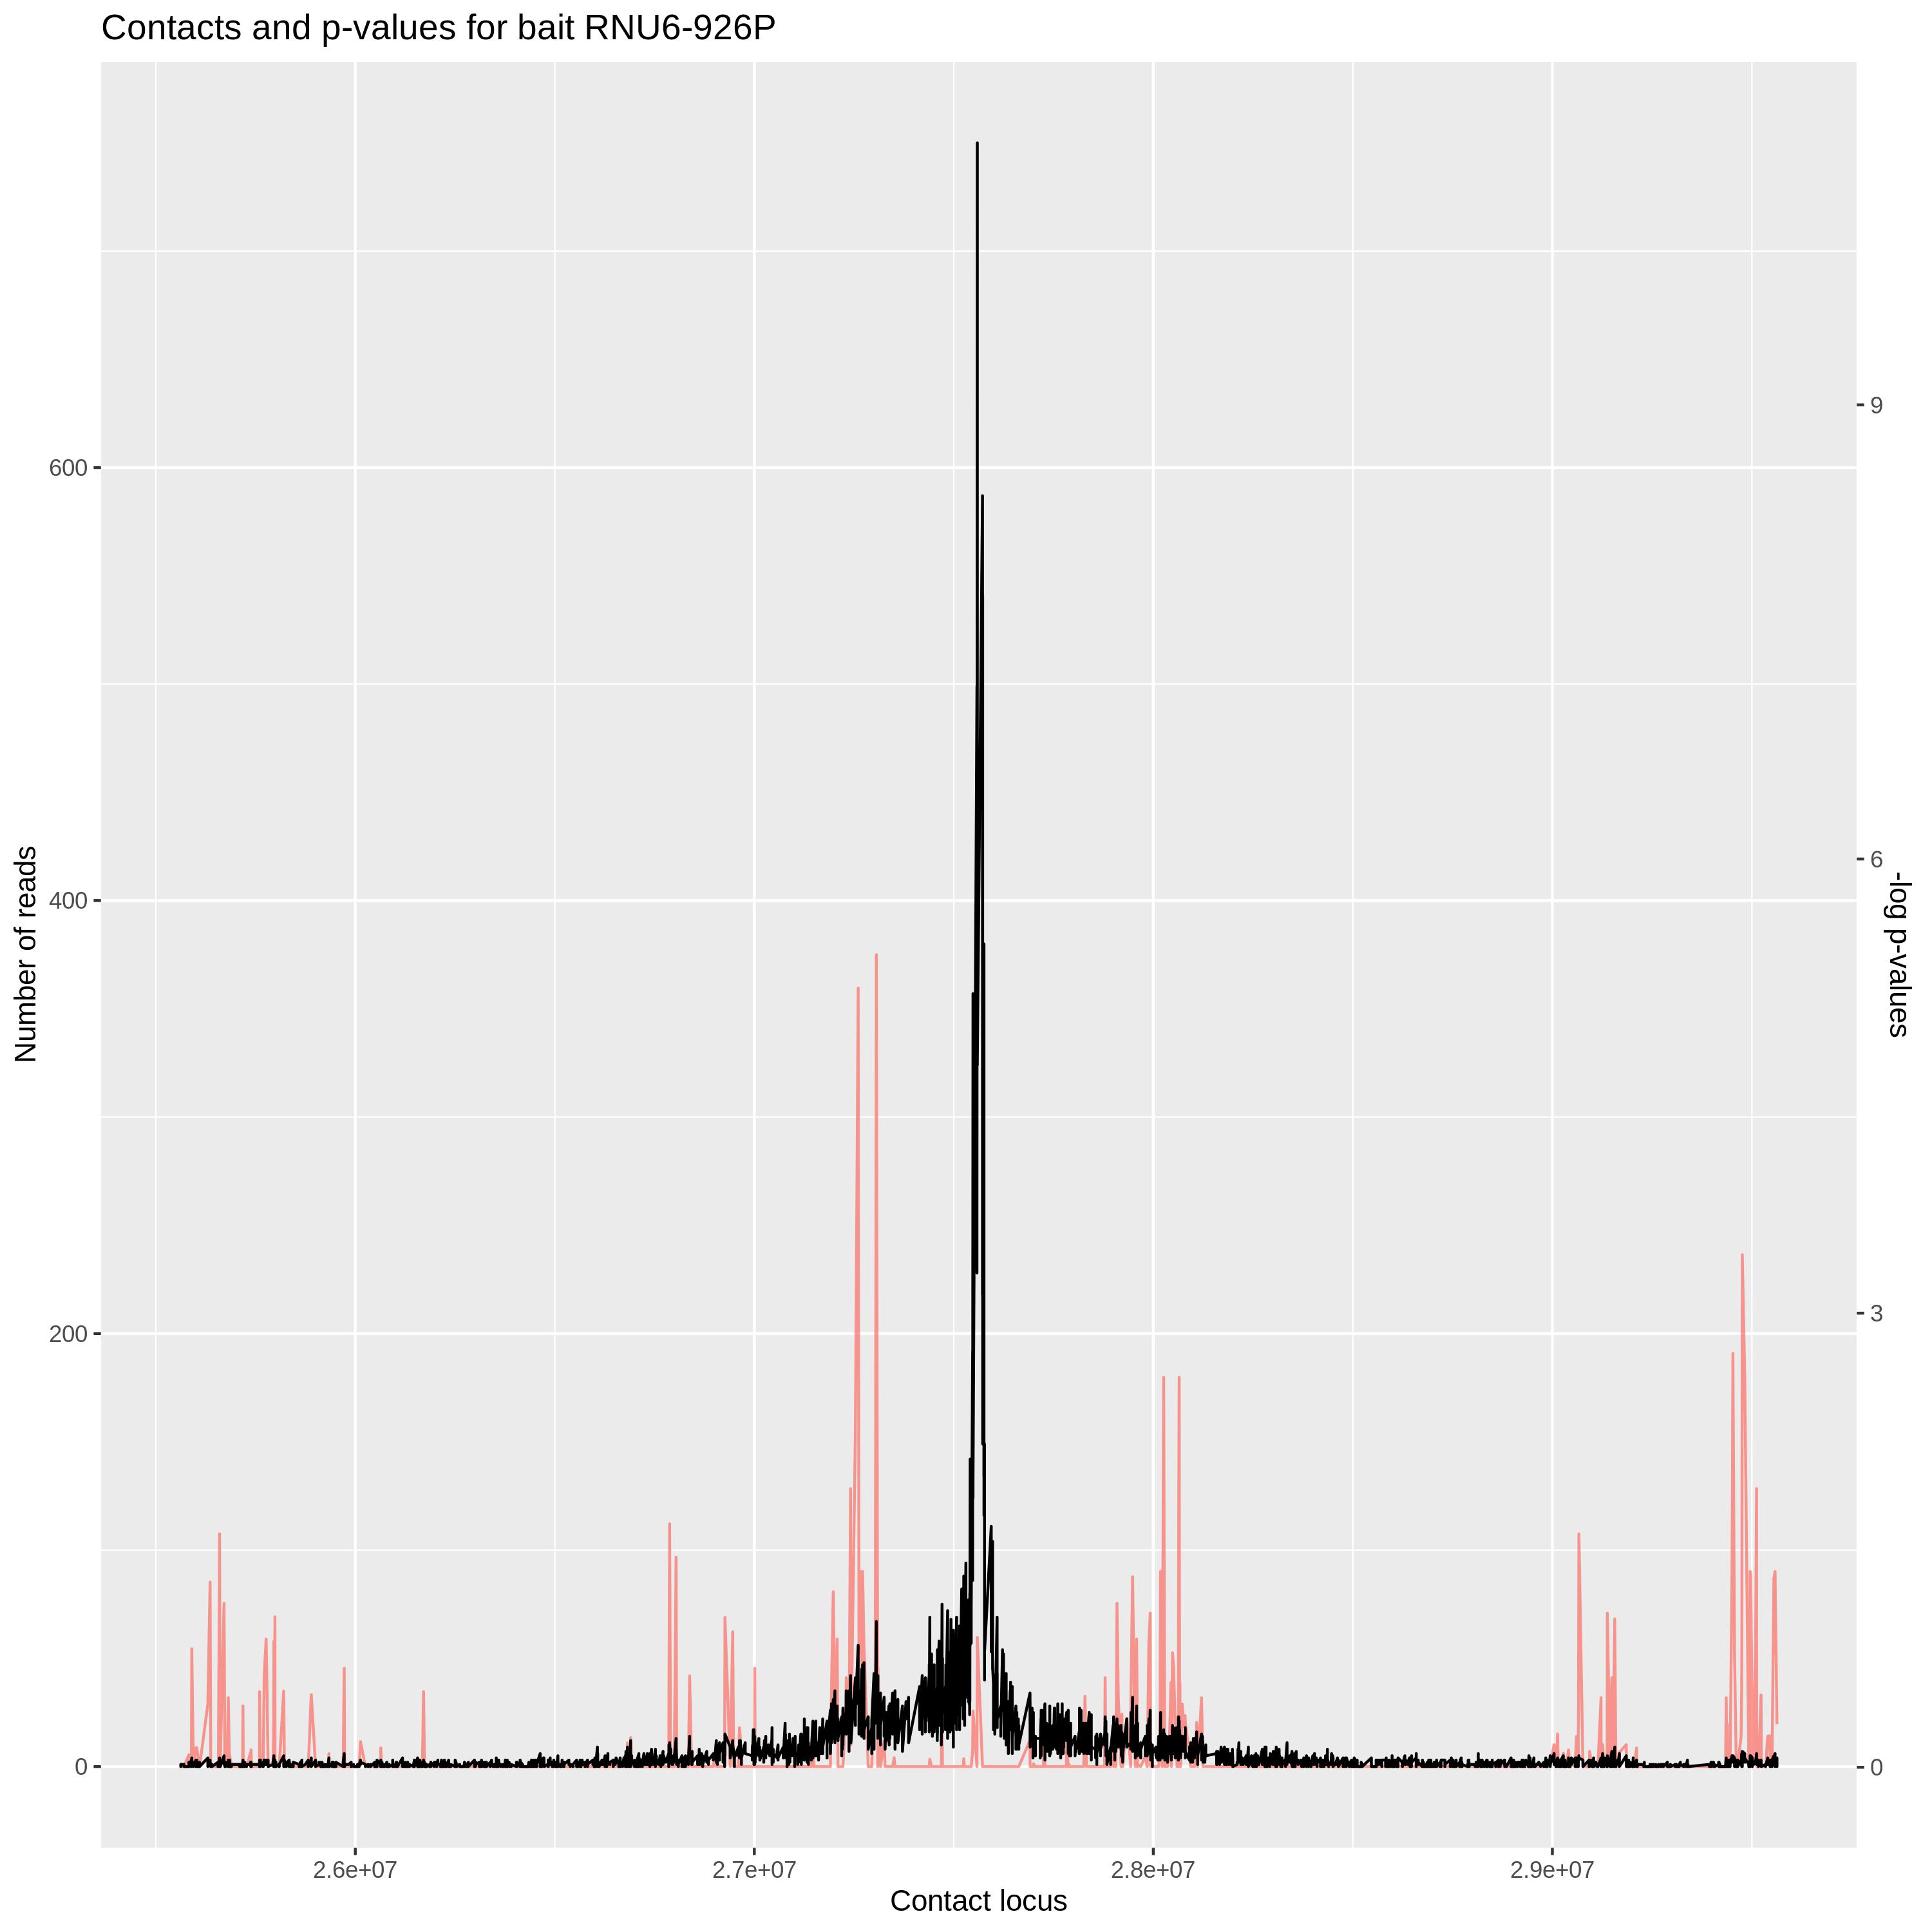 Contacts and p-values for bait RNU6-926P
Number of reads
600
400
200
0
9
6
3
0
-log p-values
2.6e+07
2.7e+07
2.8e+07
2.9e+07
Contact locus